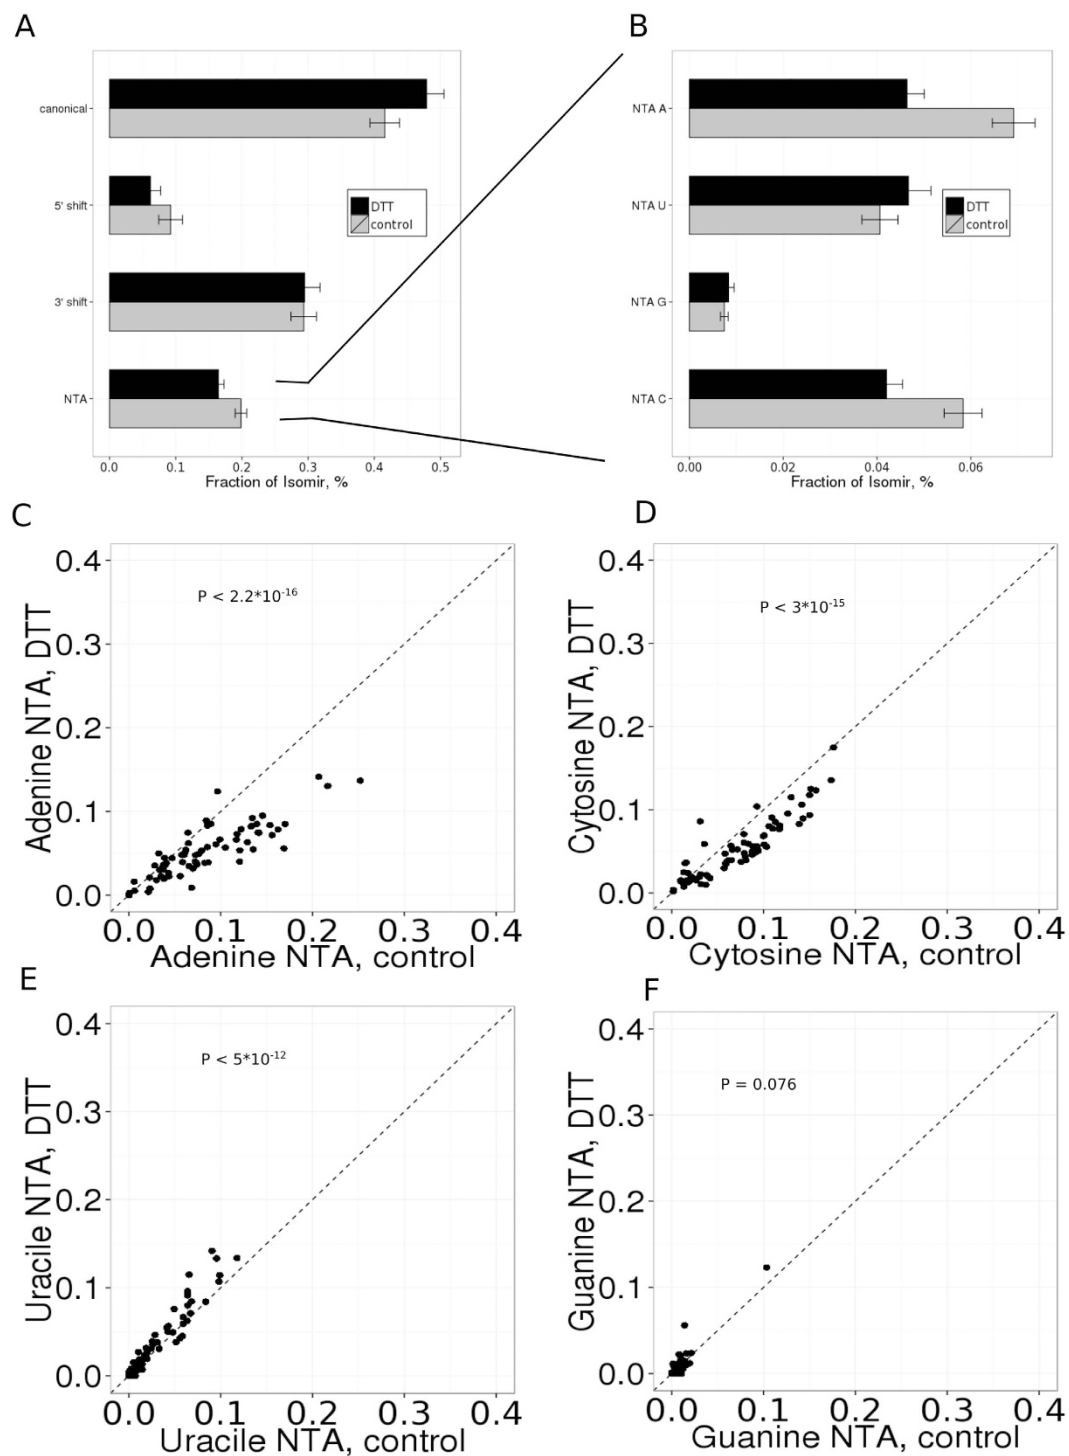 A
canonical
5' shift
3' shift
NTA
DTT
control
0.0 0.1 0.2 0.3 0.4 0.5
Fraction of Isomir, %
B
NTA A
NTA U
NTA G
NTA C
DTT
control
0.00 0.02 0.04 0.06
Fraction of Isomir, %
C
Adenine NTA, DTT
0.4
0.3
0.2
0.1
0.0
P < 2.2*10-16
0.0 0.1 0.2 0.3 0.4
Adenine NTA, control
D
Cytosine NTA, DTT
0.4
0.3
0.2
0.1
0.0
P < 3*10-15
0.0 0.1 0.2 0.3 0.4
Cytosine NTA, control
E
Uracile NTA, DTT
0.4
0.3
0.2
0.1
0.0
P < 5*10-12
0.0 0.1 0.2 0.3 0.4
Uracile NTA, control
F
Guanine NTA, DTT
0.4
0.3
0.2
0.1
0.0
P = 0.076
0.0 0.1 0.2 0.3 0.4
Guanine NTA, control